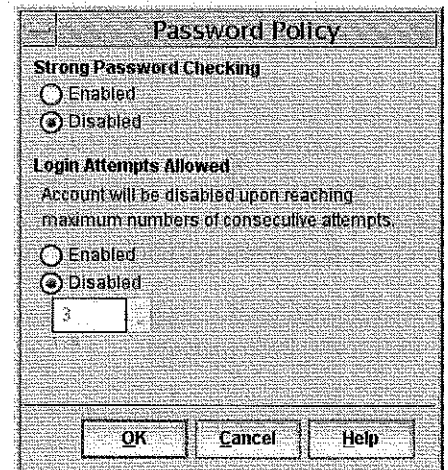 Password Policy
Strong Password Checking
Enabled
Disabled
Login Attempts Allowed
Account will be disabled upon reaching
maximum numbers of consecutive attempts.
Enabled
Disabled
3
OK Cancel Help